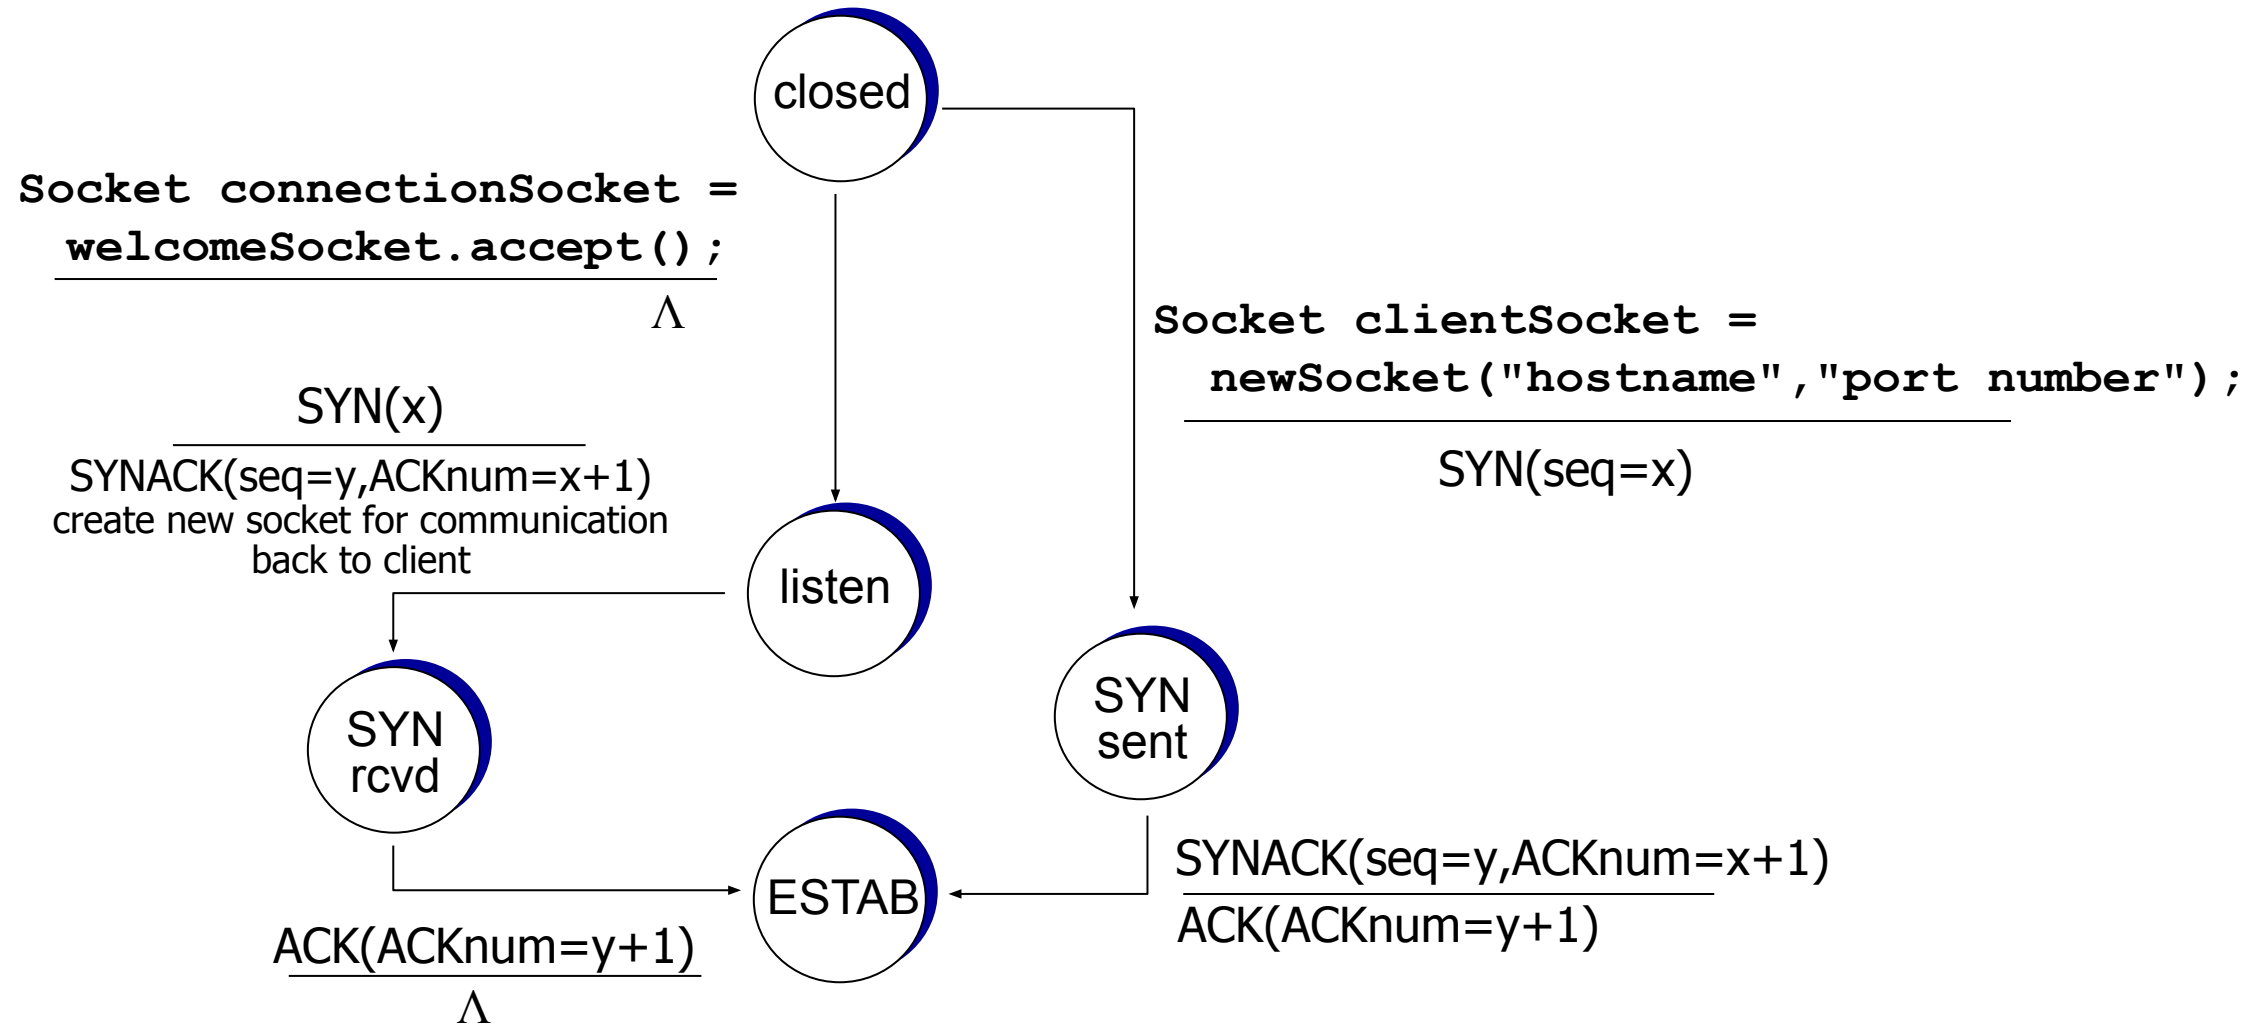 closed
Socket connectionSocket =
welcomeSocket.accept();
Λ
Socket clientSocket =
newSocket("hostname","port number");
SYN(seq=x)
SYN(x)
SYNACK(seq=y,ACKnum=x+1)
create new socket for communication
back to client
listen
SYN
rcvd
SYN
sent
ESTAB
SYNACK(seq=y,ACKnum=x+1)
ACK(ACKnum=y+1)
ACK(ACKnum=y+1)
Λ